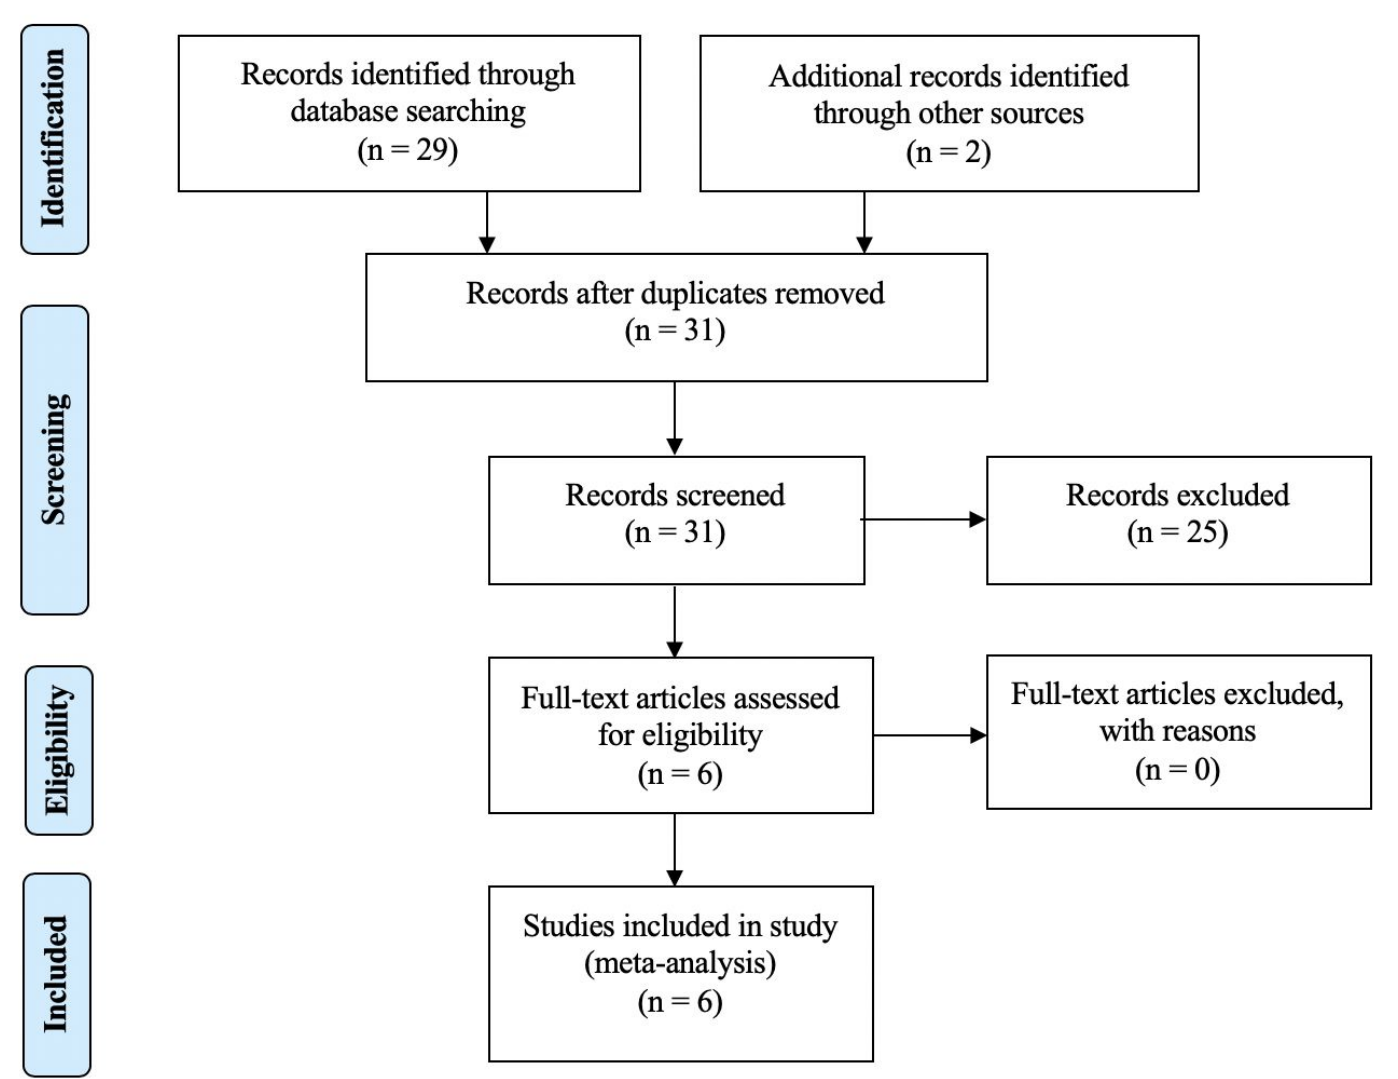 Identification
Records identified through
database searching
(n = 29)
Additional records identified
through other sources
(n = 2)
Records after duplicates removed
(n = 31)
Screening
Records screened
(n = 31)
Records excluded
(n = 25)
Eligibility
Full-text articles assessed
for eligibility
(n = 6)
Full-text articles excluded,
with reasons
(n = 0)
Included
Studies included in study
(meta-analysis)
(n = 6)